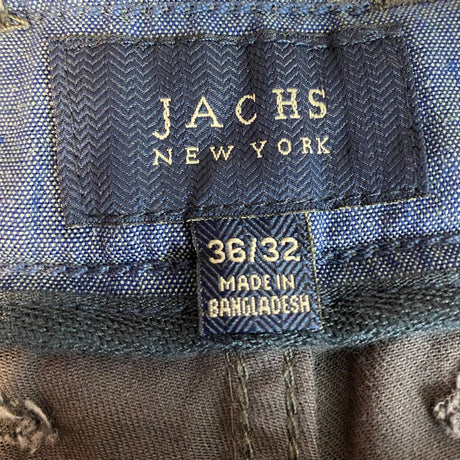 JACHS
NEW YORK
36/32
MADE IN
BANGLADESH